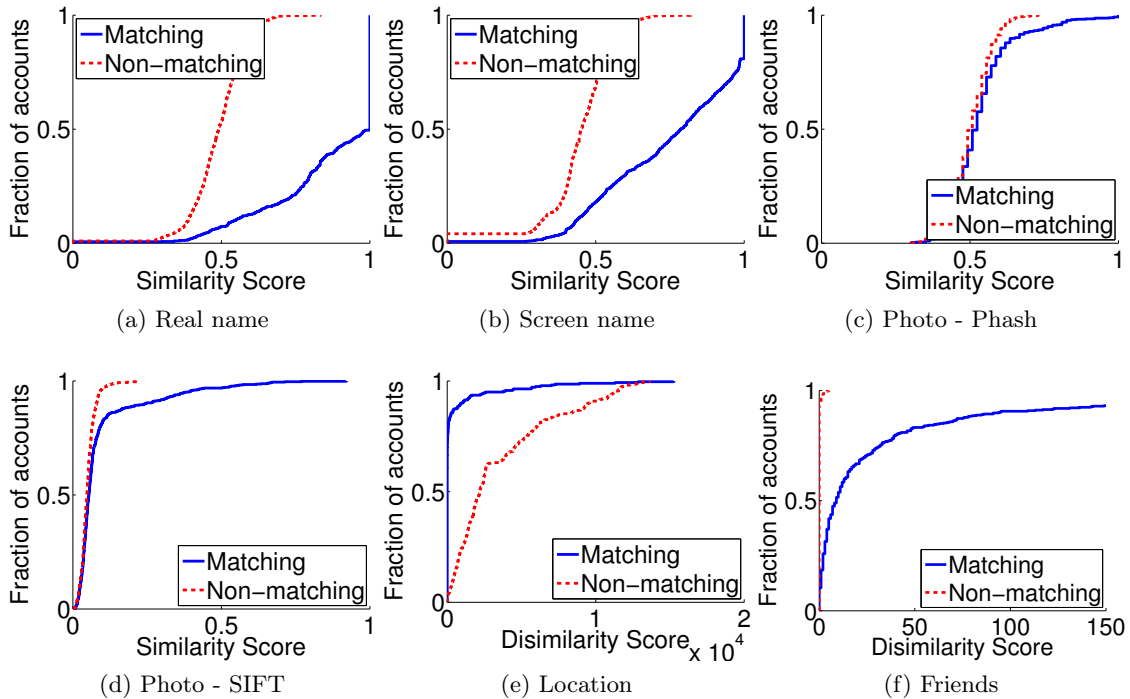 Fraction of accounts
1
0.5
0
Matching
Non-matching
0
0.5
1
Similarity Score
(a) Real name
Fraction of accounts
1
0.5
0
Matching
Non-matching
0
0.5
1
Similarity Score
(b) Screen name
Fraction of accounts
1
0.5
0
Matching
Non-matching
0
0.5
1
Similarity Score
(c) Photo - Phash
Fraction of accounts
1
0.5
0
Matching
Non-matching
0
0.5
1
Similarity Score
(d) Photo - SIFT
Fraction of accounts
1
0.5
0
Matching
Non-matching
0
1
2
Disimilarity Score
x 10⁴
(e) Location
Fraction of accounts
1
0.5
0
Matching
Non-matching
0
50
100
150
Disimilarity Score
(f) Friends